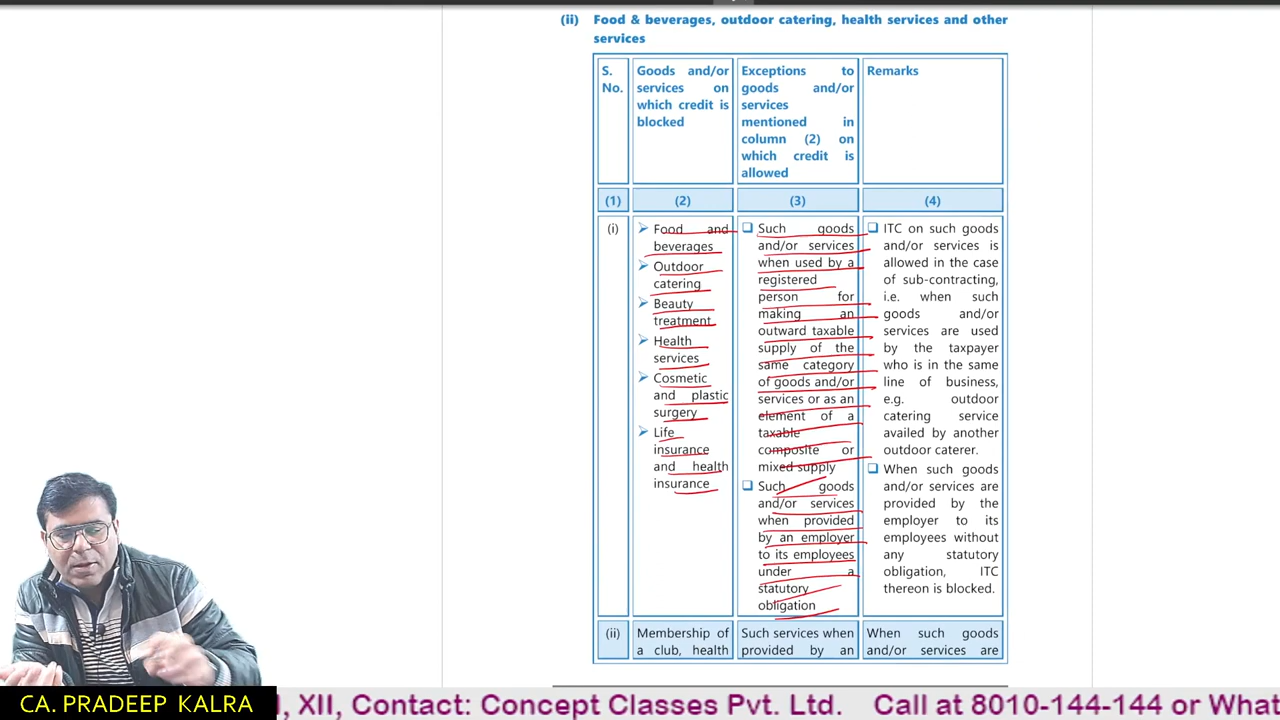 (ii) Food & beverages, outdoor catering, health services and other
services
S.
No.
Goods and/or
services on
which credit is
blocked
Exceptions to
goods and/or
services
mentioned in
column (2) on
which credit is
allowed
Remarks
(1)
(2)
(3)
(4)
(i)
Food and
beverages
Outdoor
catering
Beauty
treatment
Health
services
Cosmetic
and plastic
surgery
Life
insurance
and health
insurance
Such goods
and/or services
when used by a
registered
person for
making an
outward taxable
supply of the
same category
of goods and/or
services or as an
element of a
taxable
composite or
mixed supply
Such goods
and/or services
when provided
by an employer
to its employees
under a
statutory
obligation
ITC on such goods
and/or services is
allowed in the case
of sub-contracting,
i.e. when such
goods and/or
services are used
by the taxpayer
who is in the same
line of business,
e.g. outdoor
catering service
availed by another
outdoor caterer.
When such goods
and/or services are
provided by the
employer to its
employees without
any statutory
obligation, ITC
thereon is blocked.
(ii)
Membership of
a club, health
Such services when
provided by an
When such goods
and/or services are
CA. PRADEEP KALRA
, XII, Contact: Concept Classes Pvt. Ltd. Call at 8010-144-144 or What